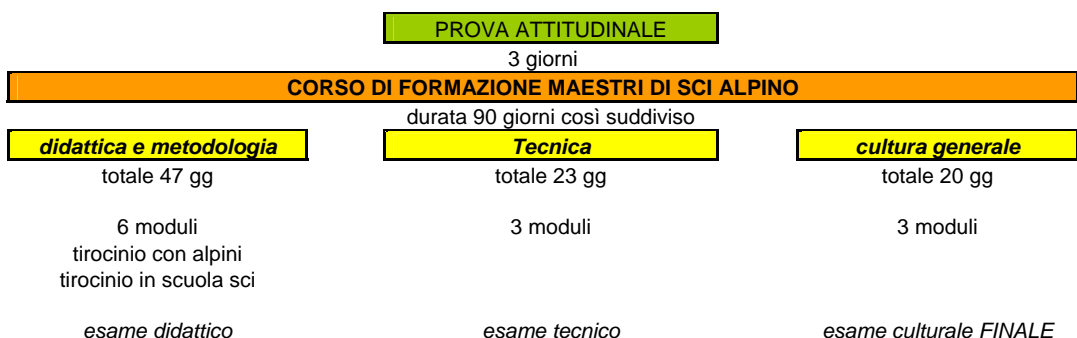 PROVA ATTITUDINALE
3 giorni
CORSO DI FORMAZIONE MAESTRI DI SCI ALPINO
durata 90 giorni così suddiviso
didattica e metodologia Tecnica cultura generale
totale 47 gg totale 23 gg totale 20 gg
6 moduli 3 moduli 3 moduli
tirocinio con alpini
tirocinio in scuola sci
esame didattico esame tecnico esame culturale FINALE